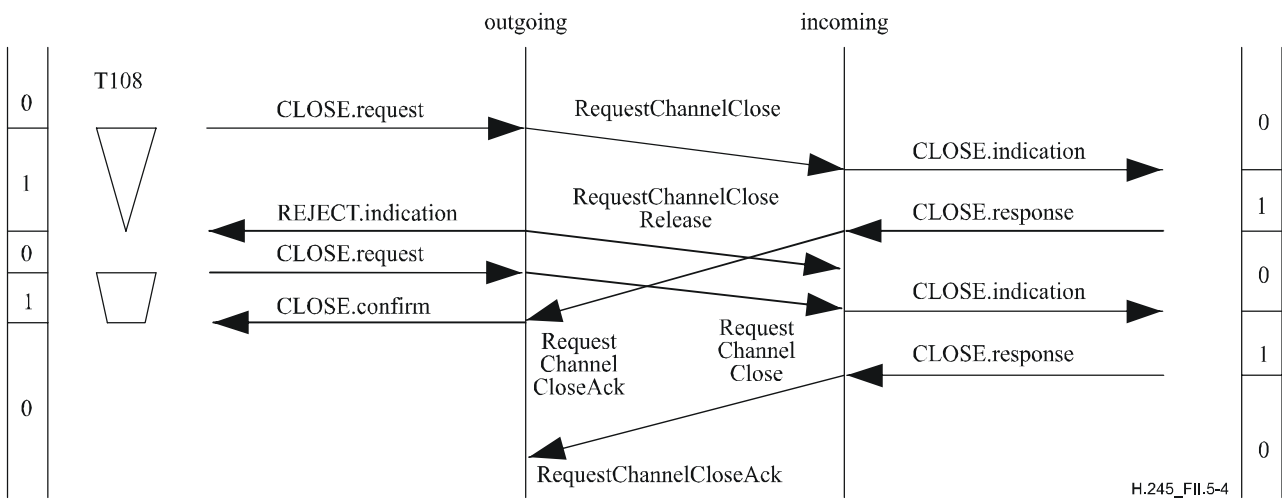 outgoing
incoming
T108
0
CLOSE.request
RequestChannelClose
0
CLOSE.indication
1
RequestChannelClose
Release
REJECT.indication
CLOSE.response
1
0
CLOSE.request
0
1
CLOSE.confirm
CLOSE.indication
Request
Channel
CloseAck
Request
Channel
Close
CLOSE.response
1
0
0
RequestChannelCloseAck
H.245_FII.5-4